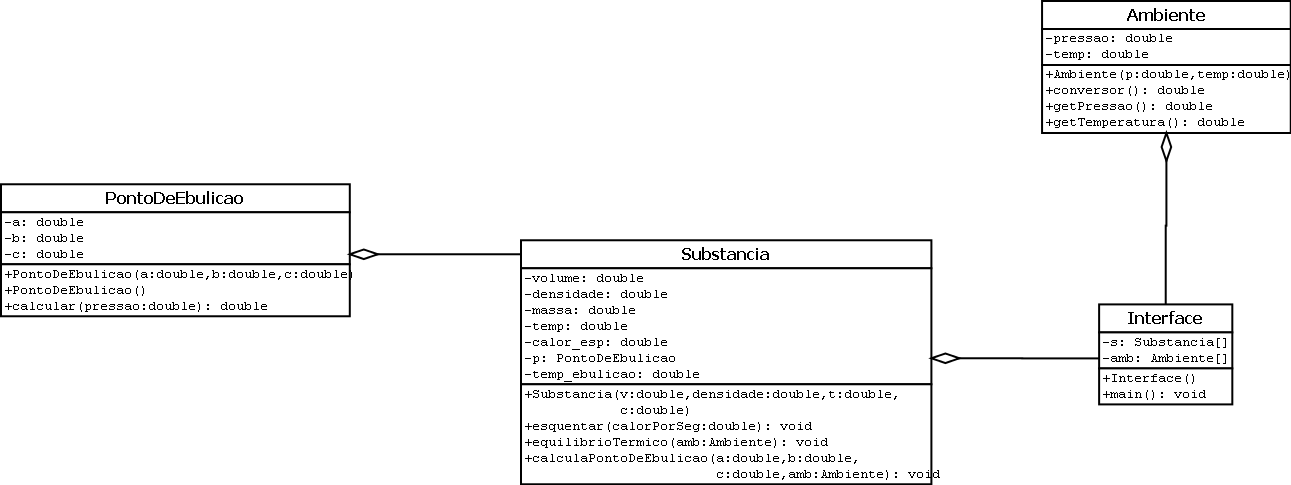 Ambiente
-pressao: double
-temp: double
+Ambiente(p:double,temp:double)
+conversor(): double
+getPressao(): double
+getTemperatura(): double
PontoDeEbulicao
-a: double
-b: double
-c: double
+PontoDeEbulicao(a:double,b:double,c:double)
+PontoDeEbulicao()
+calcular(pressao:double): double
Substancia
-volume: double
-densidade: double
-massa: double
-temp: double
-calor_esp: double
-p: PontoDeEbulicao
-temp_ebulicao: double
+Substancia(v:double,densidade:double,t:double,
c:double)
+esquentar(calorPorSeg:double): void
+equilibrioTermico(amb:Ambiente): void
+calculaPontoDeEbulicao(a:double,b:double,
c:double,amb:Ambiente): void
Interface
-s: Substancia[]
-amb: Ambiente[]
+Interface()
+main(): void